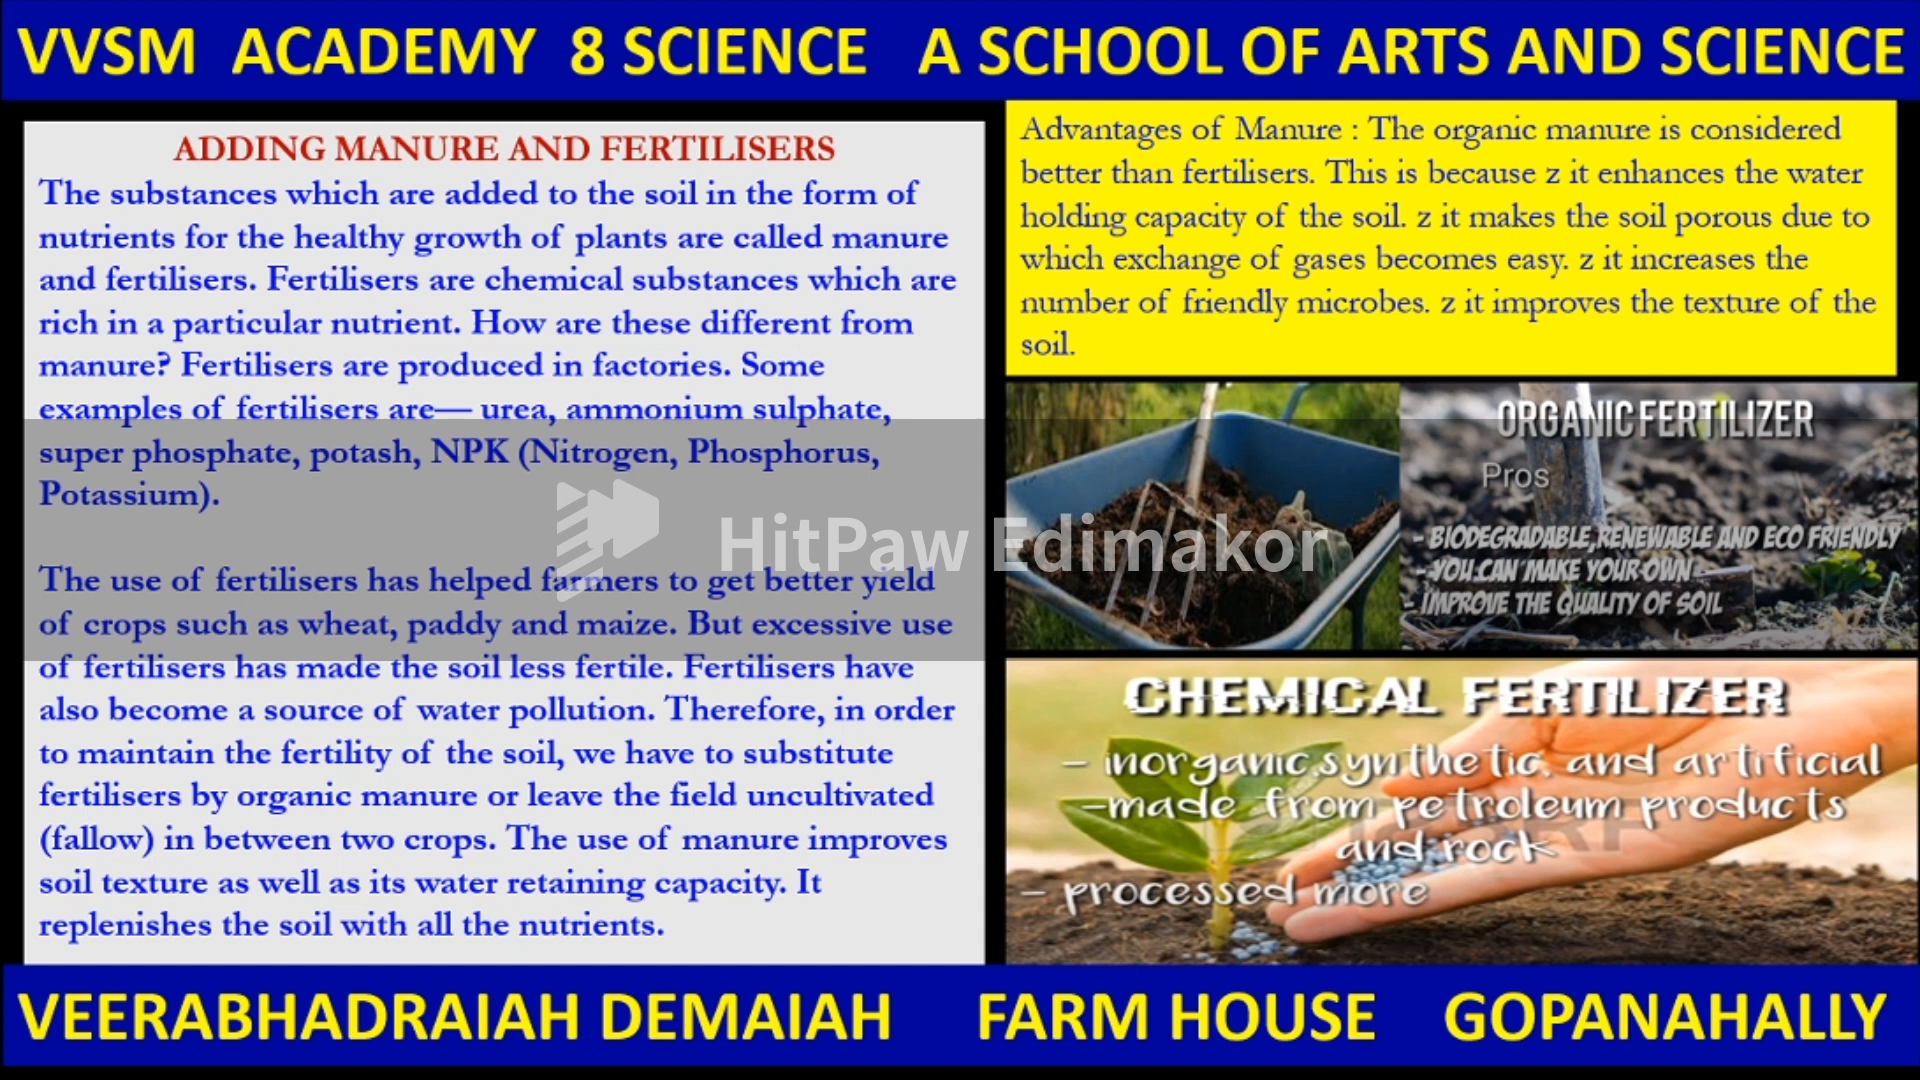 VVSM ACADEMY 8 SCIENCE A SCHOOL OF ARTS AND SCIENCE
ADDING MANURE AND FERTILISERS
The substances which are added to the soil in the form of
nutrients for the healthy growth of plants are called manure
and fertilisers. Fertilisers are chemical substances which are
rich in a particular nutrient. How are these different from
manure? Fertilisers are produced in factories. Some
examples of fertilisers are— urea, ammonium sulphate,
super phosphate, potash, NPK (Nitrogen, Phosphorus,
Potassium).
The use of fertilisers has helped farmers to get better yield
of crops such as wheat, paddy and maize. But excessive use
of fertilisers has made the soil less fertile. Fertilisers have
also become a source of water pollution. Therefore, in order
to maintain the fertility of the soil, we have to substitute
fertilisers by organic manure or leave the field uncultivated
(fallow) in between two crops. The use of manure improves
soil texture as well as its water retaining capacity. It
replenishes the soil with all the nutrients.
Advantages of Manure : The organic manure is considered
better than fertilisers. This is because z it enhances the water
holding capacity of the soil. z it makes the soil porous due to
which exchange of gases becomes easy. z it increases the
number of friendly microbes. z it improves the texture of the
soil.
ORGANIC FERTILIZER
Pros
- BIODEGRADABLE,RENEWABLE AND ECO FRIENDLY
- YOU CAN MAKE YOUR OWN
- IMPROVE THE QUALITY OF SOIL
HitPaw Edimakor
CHEMICAL FERTILIZER
- inorganic,synthetic, and artificial
-made from petroleum products
and rock
- processed more
VEERABHADRAIAH DEMAIAH FARM HOUSE GOPANAHALLY